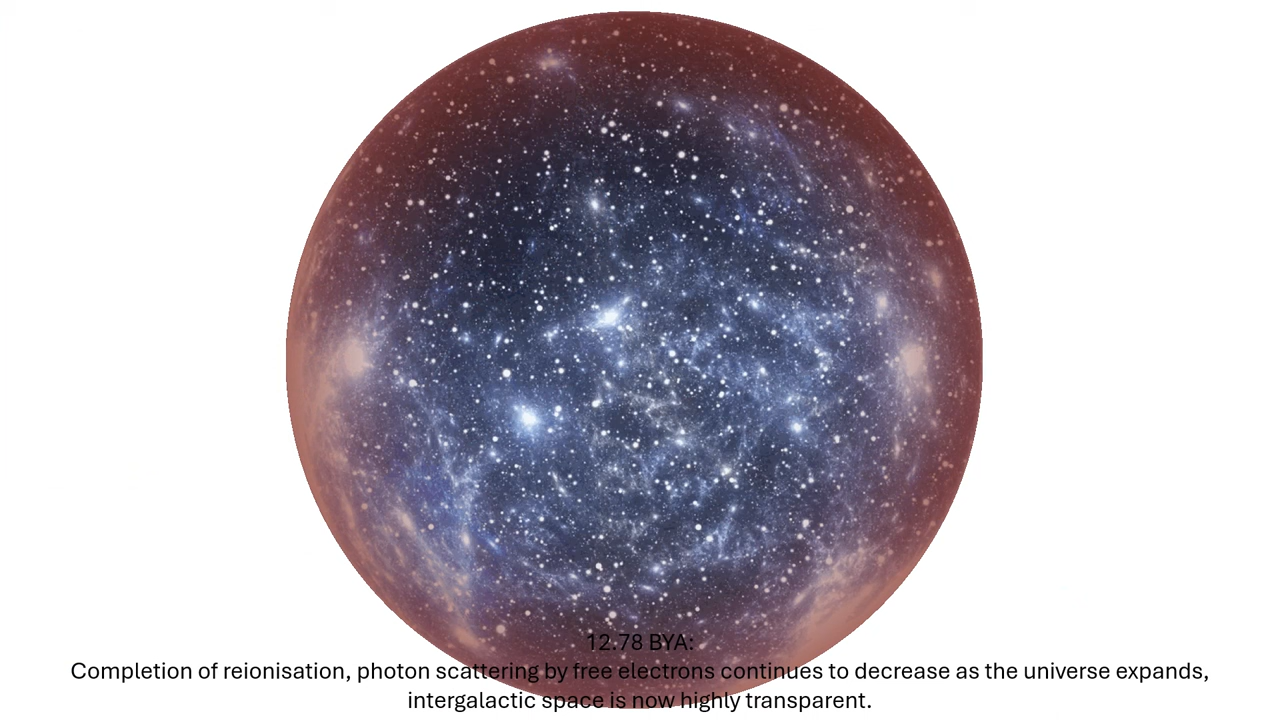 12.78 BYA:
Completion of reionisation, photon scattering by free electrons continues to decrease as the universe expands,
intergalactic space is now highly transparent.